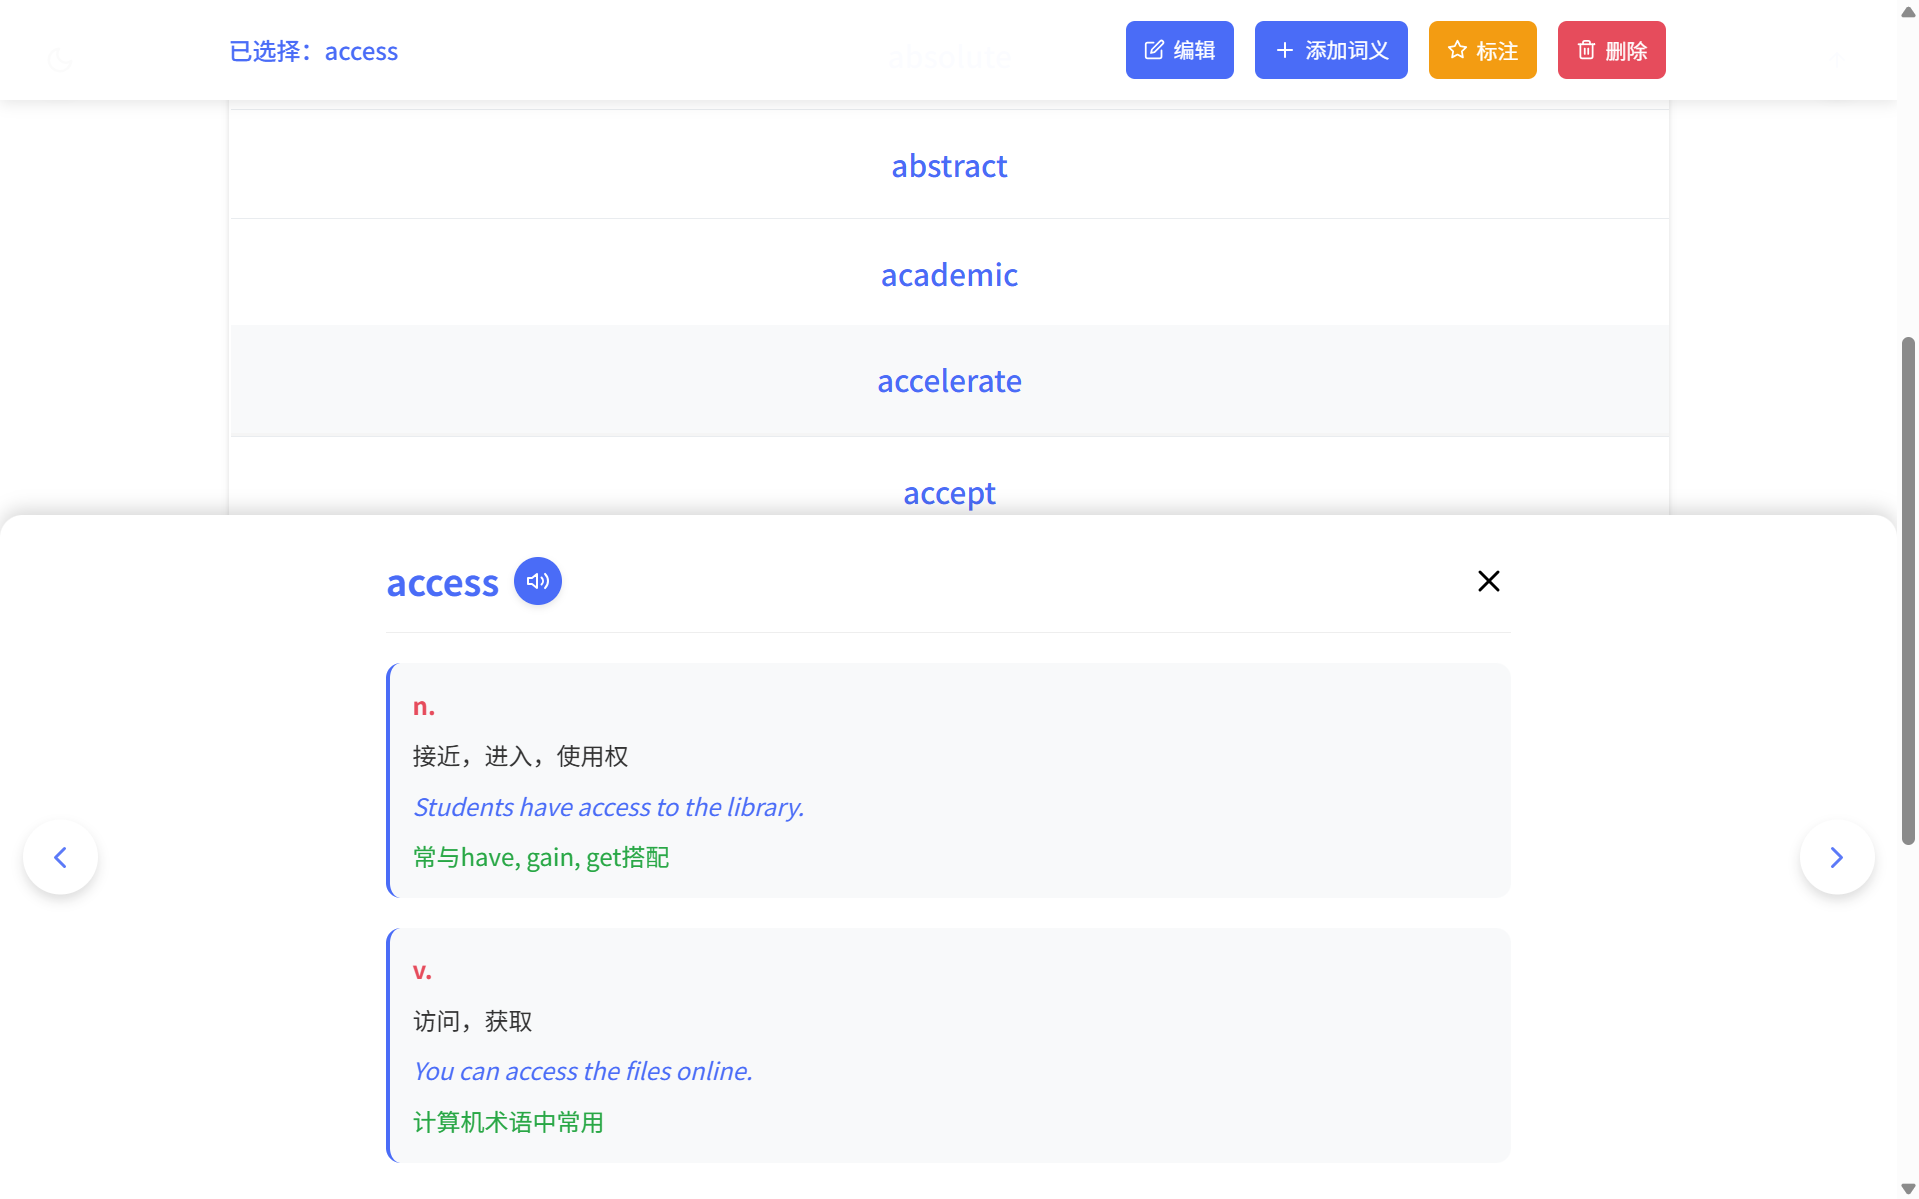 已选择：access
absolute
编辑
添加词义
标注
删除
abstract
academic
accelerate
accept
access
n.
接近，进入，使用权
Students have access to the library.
常与have, gain, get搭配
v.
访问，获取
You can access the files online.
计算机术语中常用